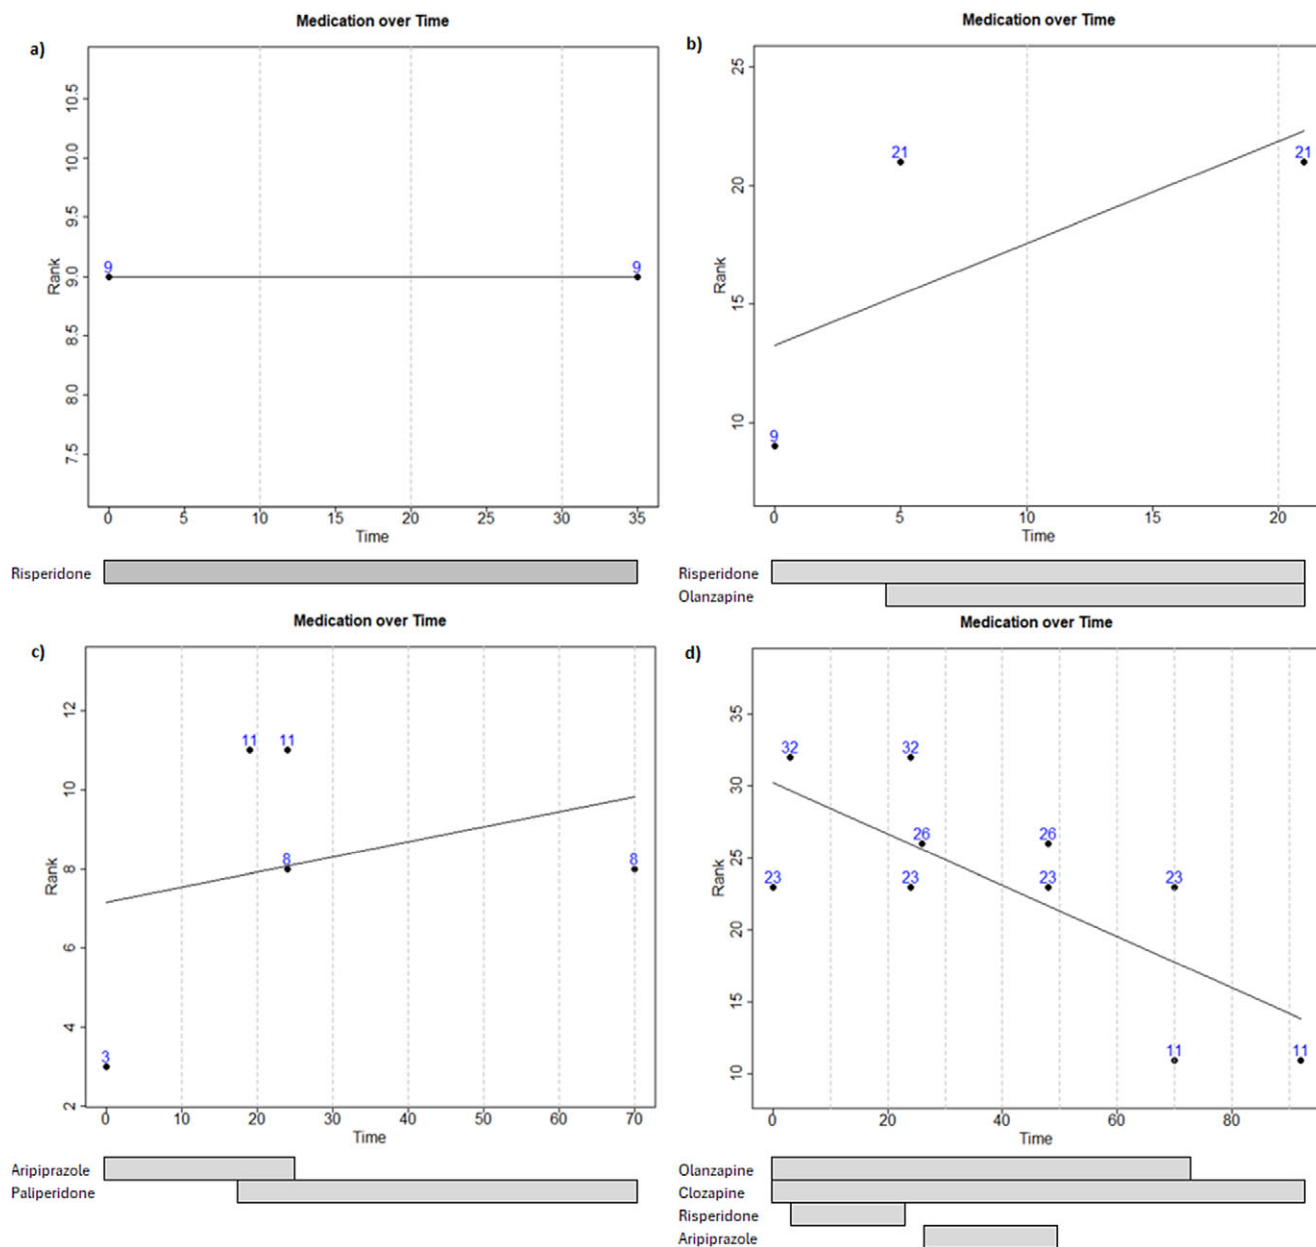 Medication over Time
a)
10.5
10.0
9.5
9.0
8.5
8.0
7.5
Rank
9
9
0 5 10 15 20 25 30 35
Time
Risperidone
Medication over Time
b)
25
20
15
10
Rank
21
21
9
0 5 10 15 20
Time
Risperidone
Olanzapine
Medication over Time
c)
12
10
8
6
4
2
Rank
11 11
8 8
3
0 10 20 30 40 50 60 70
Time
Aripiprazole
Paliperidone
Medication over Time
d)
35
30
25
20
15
10
Rank
32 32
26 26
23 23 23 23
11 11
0 20 40 60 80
Time
Olanzapine
Clozapine
Risperidone
Aripiprazole